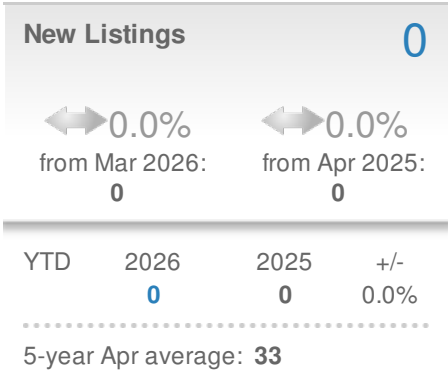 New Listings 0
0.0% 0.0%
from Mar 2026: from Apr 2025:
0 0
YTD 2026 2025 +/-
0 0 0.0%
5-year Apr average: 33